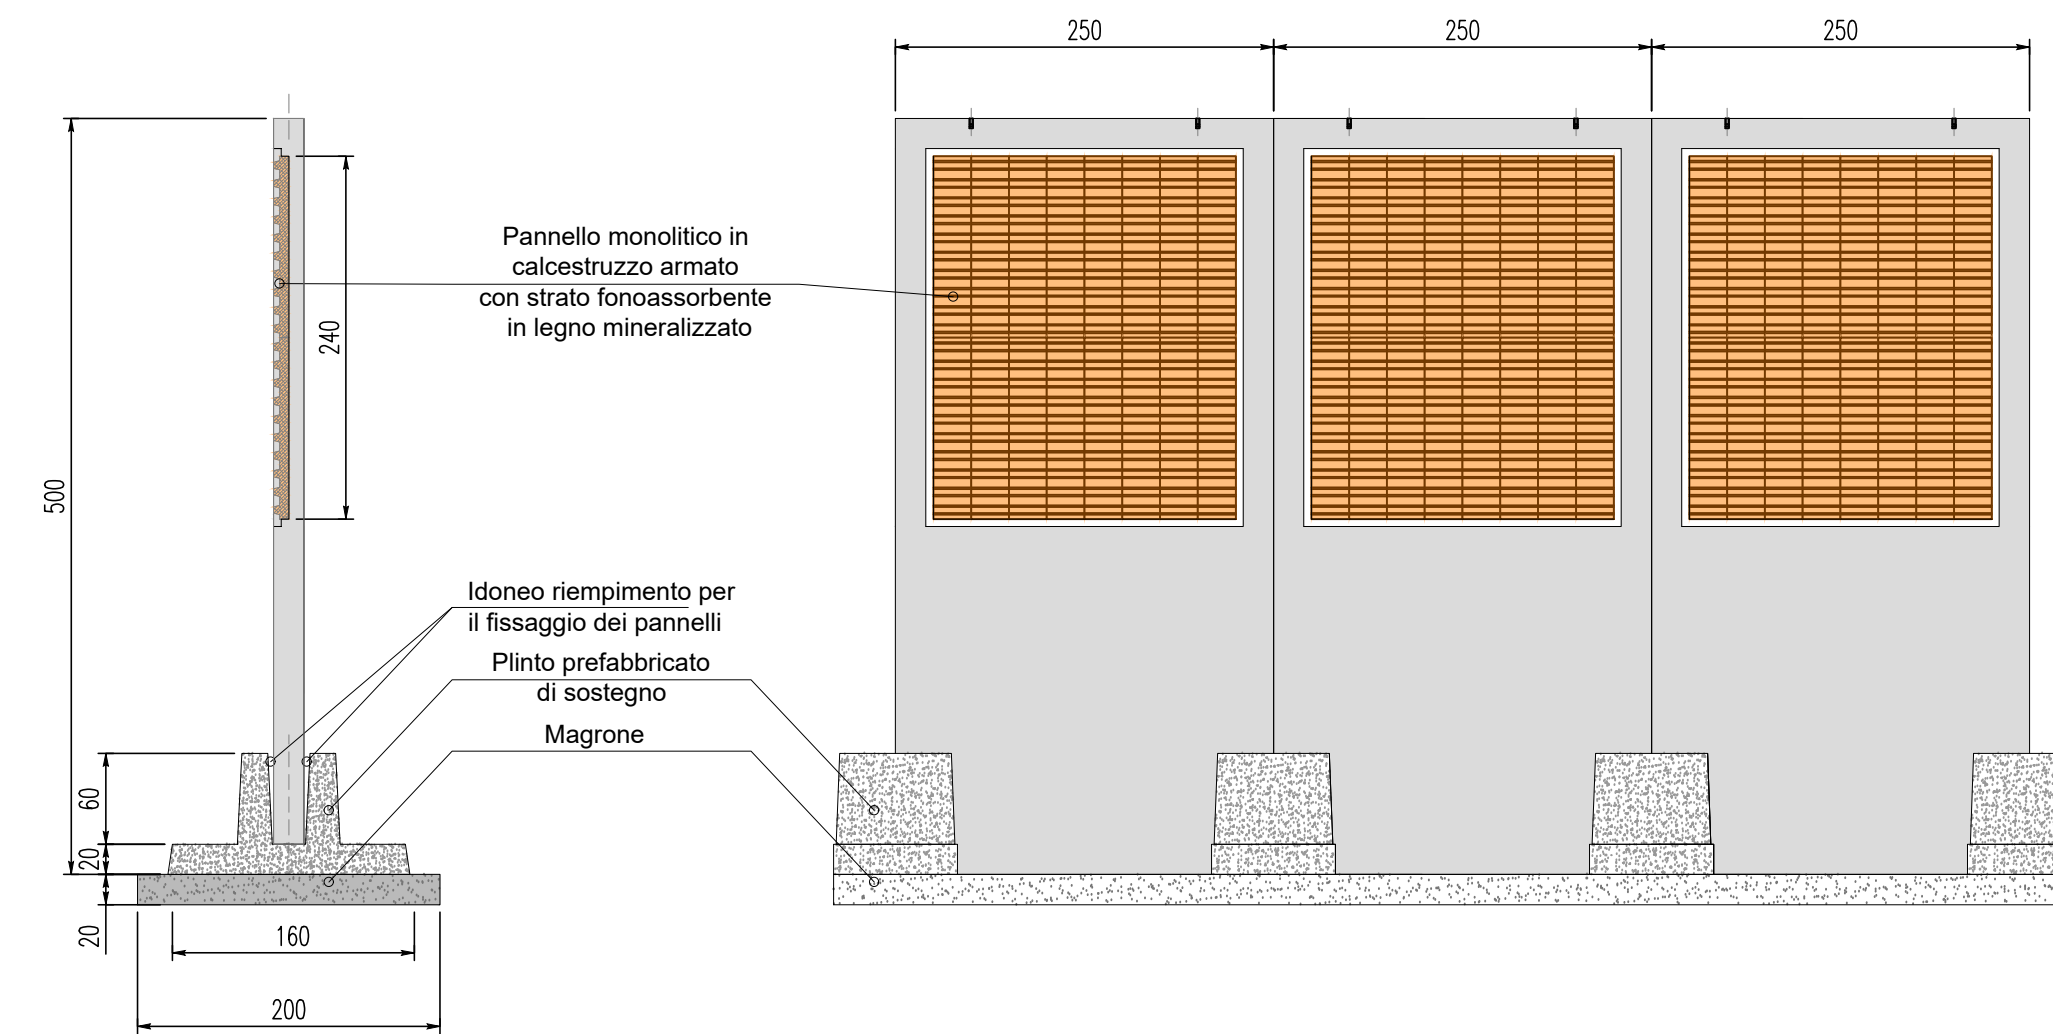 250
250
250
500
240
Pannello monolitico in
calcestruzzo armato
con strato fonoassorbente
in legno mineralizzato
Idoneo riempimento per
il fissaggio dei pannelli
Plinto prefabbricato
di sostegno
Magrone
60
20
20
160
200